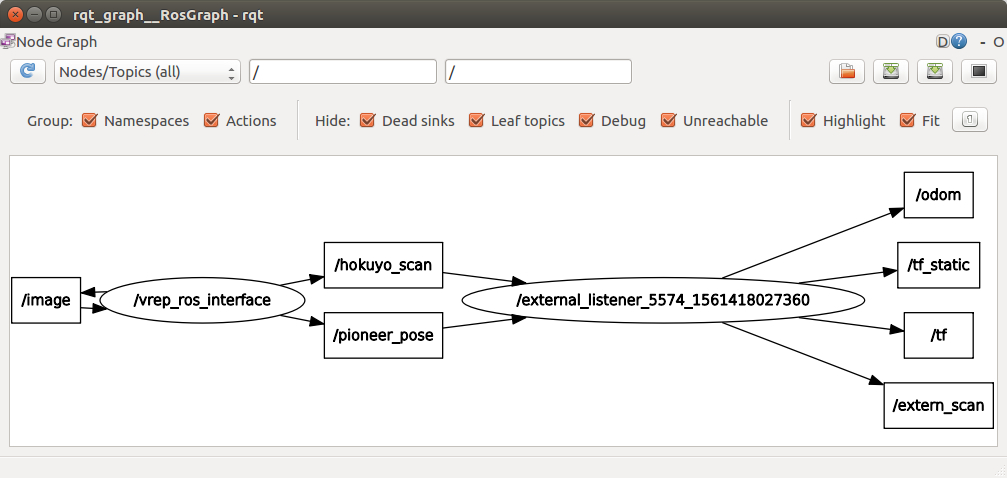 rqt_graph__RosGraph - rqt
Node Graph D ? - O
Nodes/Topics (all) / /
Group: Namespaces Actions Hide: Dead sinks Leaf topics Debug Unreachable Highlight Fit
/odom
/hokuyo_scan /tf_static
/image /vrep_ros_interface /external_listener_5574_1561418027360
/pioneer_pose /tf
/extern_scan